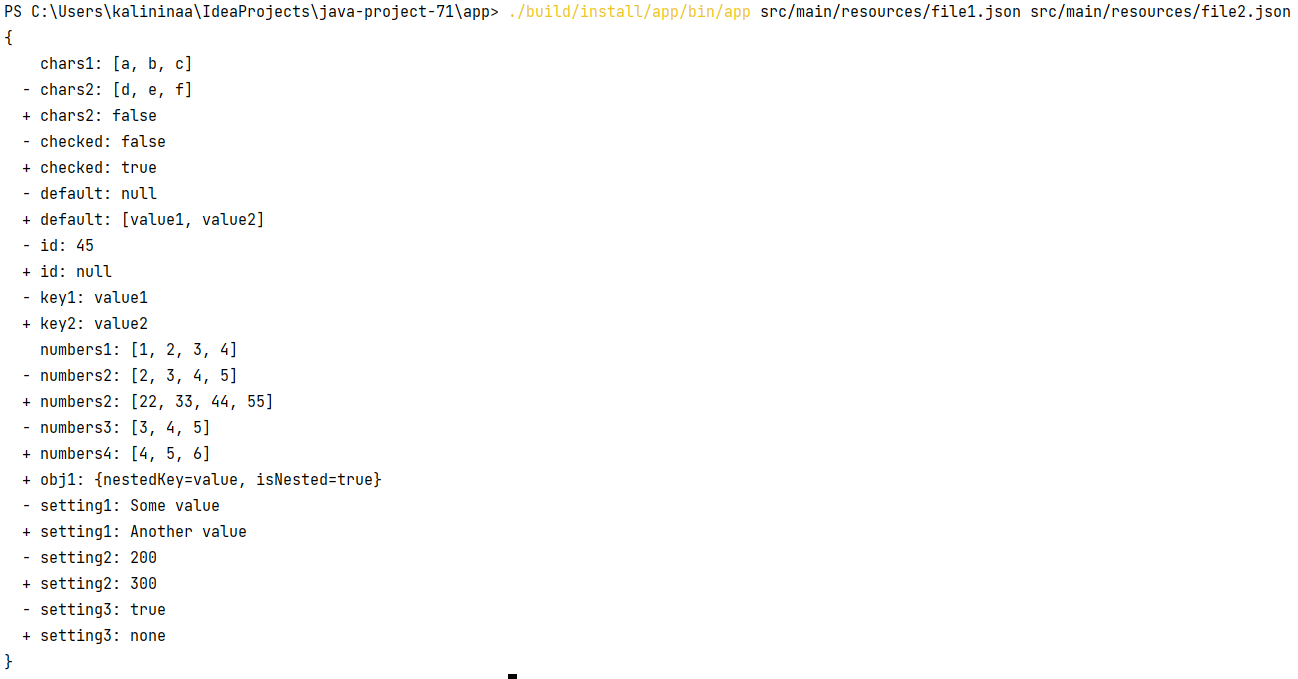 PS C:\Users\kalininaa\IdeaProjects\java-project-71\app> ./build/install/app/bin/app src/main/resources/file1.json src/main/resources/file2.json
{
    chars1: [a, b, c]
  - chars2: [d, e, f]
  + chars2: false
  - checked: false
  + checked: true
  - default: null
  + default: [value1, value2]
  - id: 45
  + id: null
  - key1: value1
  + key2: value2
    numbers1: [1, 2, 3, 4]
  - numbers2: [2, 3, 4, 5]
  + numbers2: [22, 33, 44, 55]
  - numbers3: [3, 4, 5]
  + numbers4: [4, 5, 6]
  + obj1: {nestedKey=value, isNested=true}
  - setting1: Some value
  + setting1: Another value
  - setting2: 200
  + setting2: 300
  - setting3: true
  + setting3: none
}